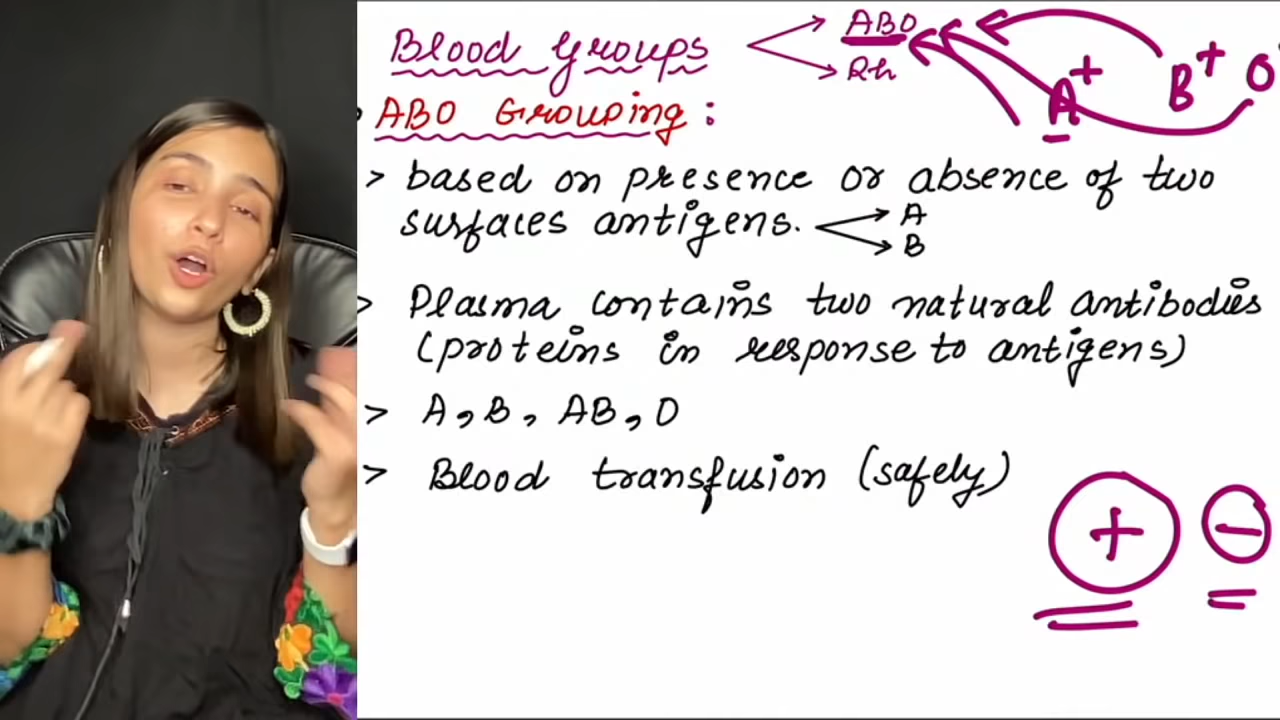 Blood Groups
ABO
Rh
A+
B+
O
ABO Grouping :
> based on presence or absence of two
surfaces antigens.
A
B
> Plasma contains two natural antibodies
(proteins in response to antigens)
> A, B, AB, O
> Blood transfusion (safely)
+
-